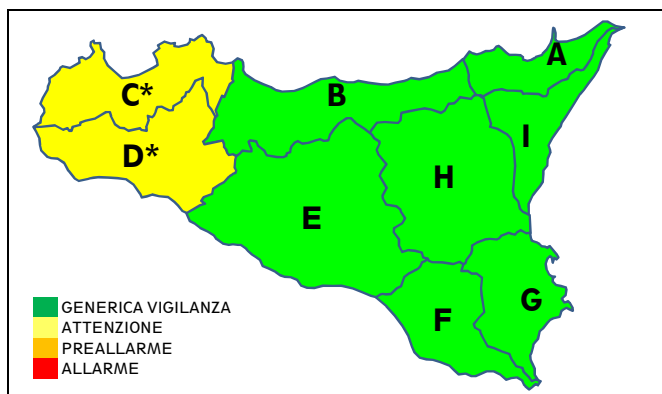 A
C*
B
I
D*
H
E
G
F
GENERICA VIGILANZA
ATTENZIONE
PREALLARME
ALLARME